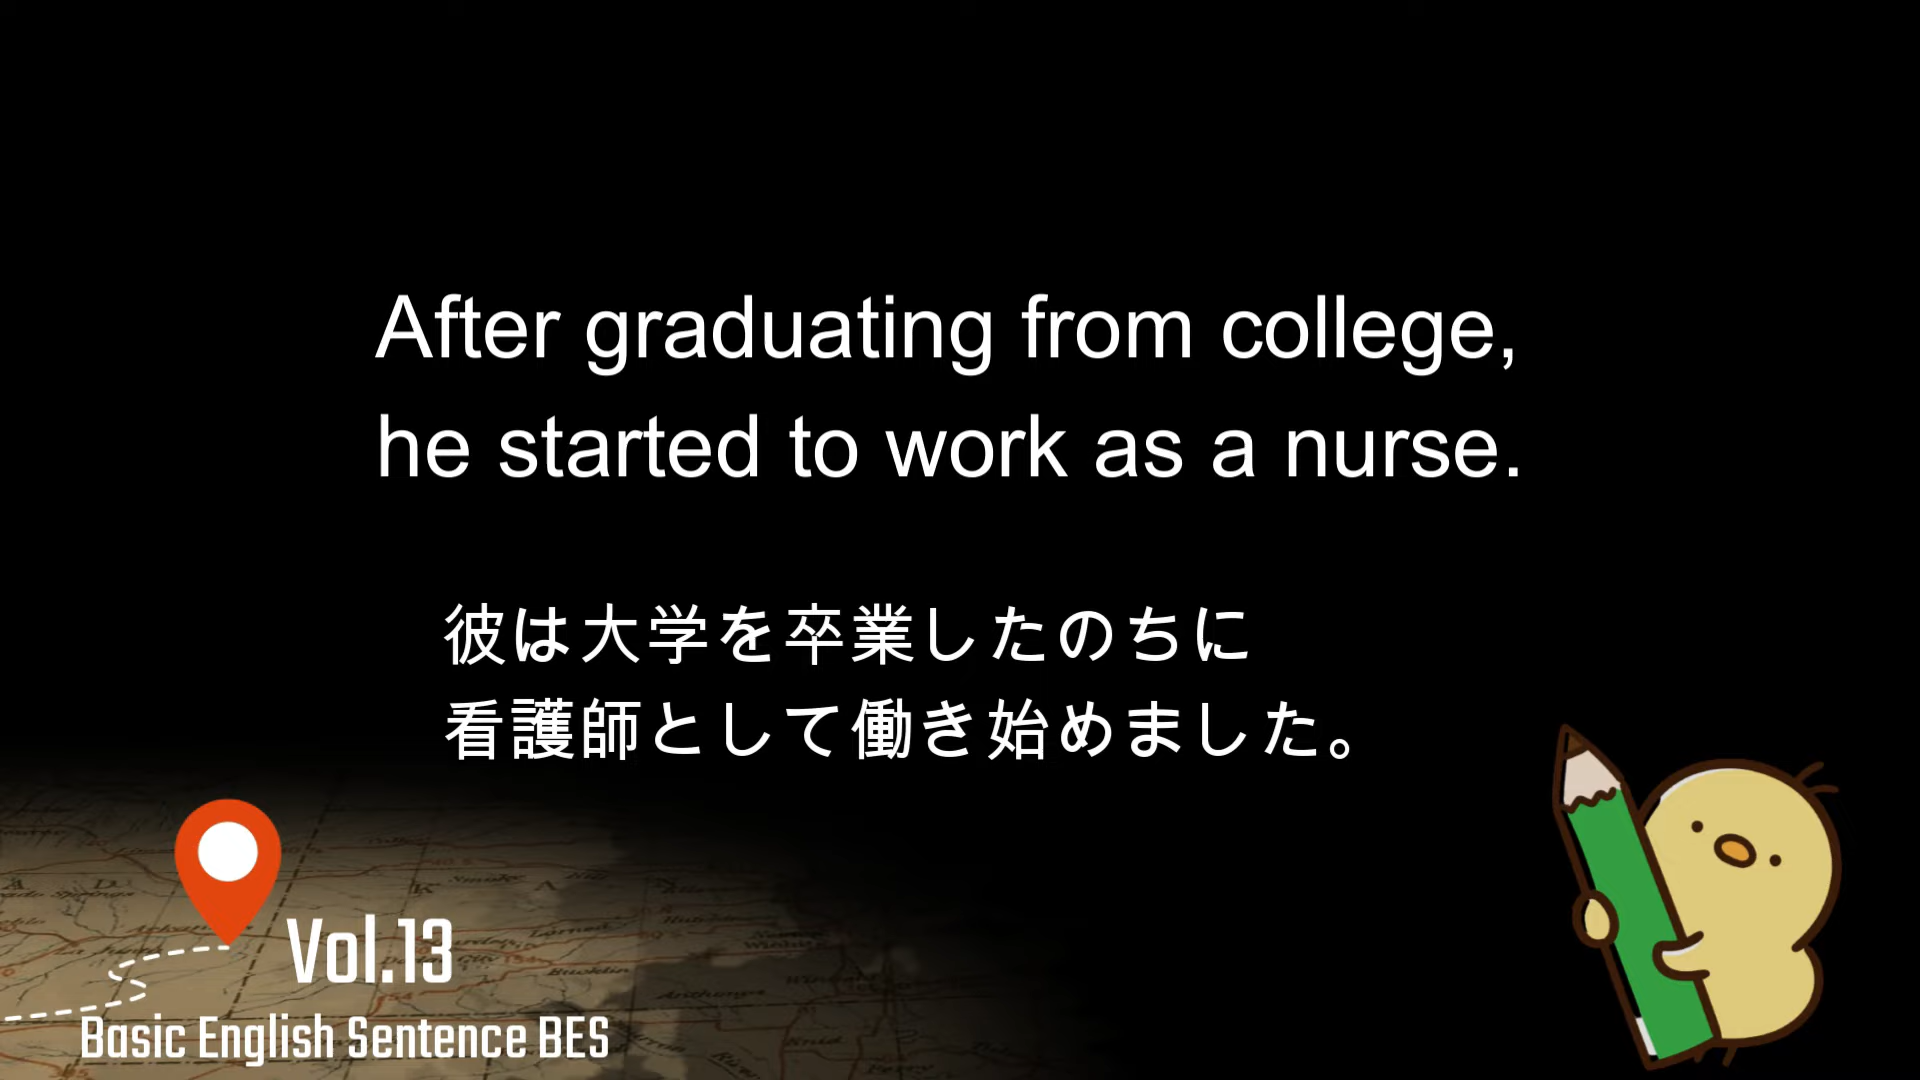 After graduating from college,
he started to work as a nurse.
彼は大学を卒業したのちに
看護師として働き始めました。
Vol.13
Basic English Sentence BES